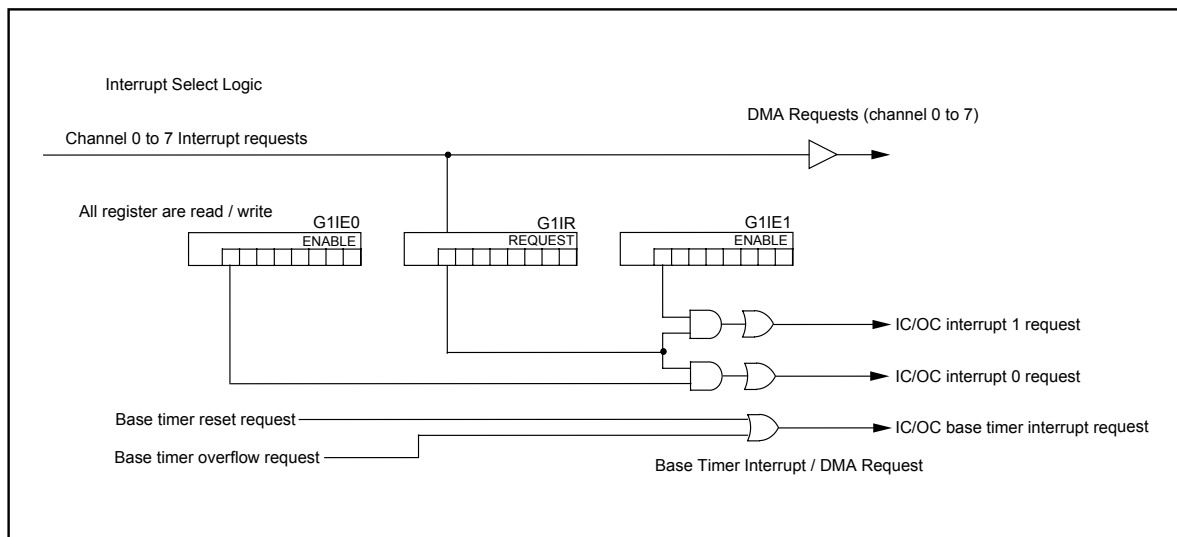 Interrupt Select Logic
DMA Requests (channel 0 to 7)
Channel 0 to 7 Interrupt requests
All register are read / write
G1IE0
ENABLE
G1IR
REQUEST
G1IE1
ENABLE
IC/OC interrupt 1 request
IC/OC interrupt 0 request
Base timer reset request
IC/OC base timer interrupt request
Base timer overflow request
Base Timer Interrupt / DMA Request